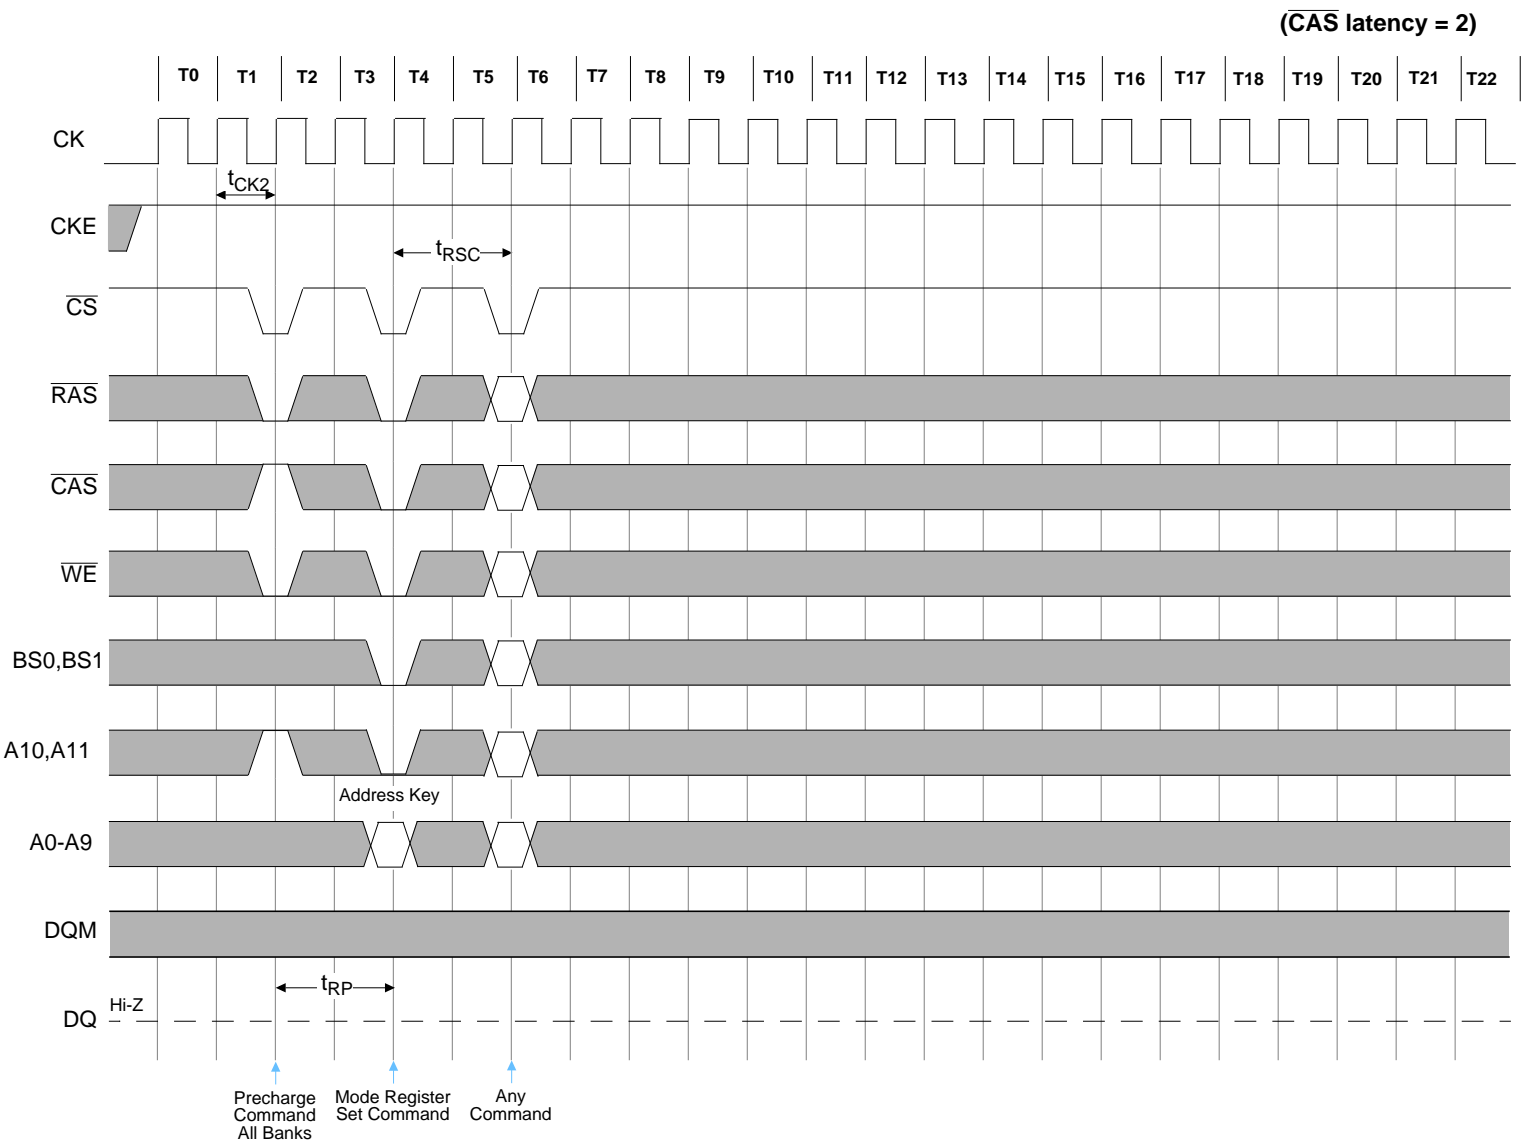 (CAS latency = 2)
T0 T1 T2 T3 T4 T5 T6 T7 T8 T9 T10 T11 T12 T13 T14 T15 T16 T17 T18 T19 T20 T21 T22
CK
tCK2
CKE
tRSC
CS
RAS
CAS
WE
BS0,BS1
A10,A11
Address Key
A0-A9
DQM
tRP
Hi-Z
DQ
Precharge
Command
All Banks
Mode Register
Set Command
Any
Command